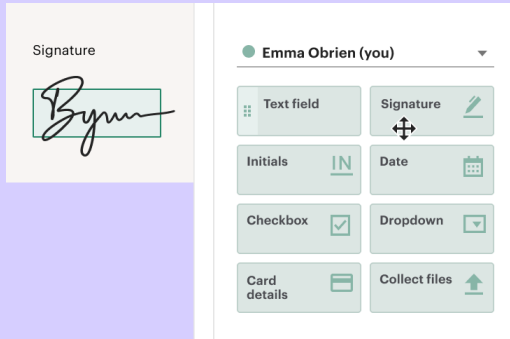 Signature
Emma Obrien (you)
Text field
Signature
Initials
IN
Date
Checkbox
Dropdown
Card
details
Collect files